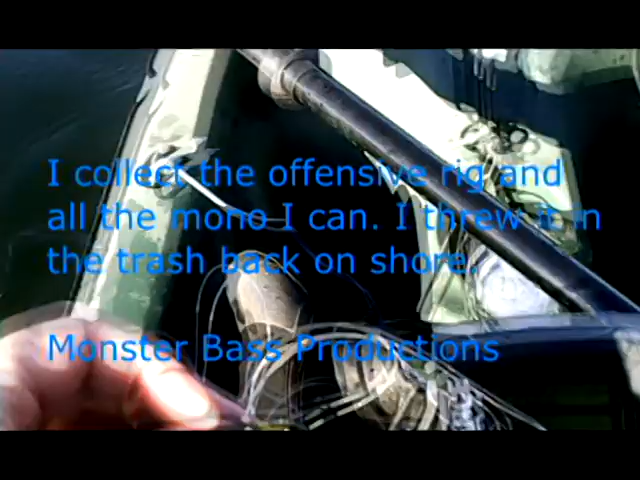 I collect the offensive rig and
all the mono I can. I threw it in
the trash back on shore.
Monster Bass Productions